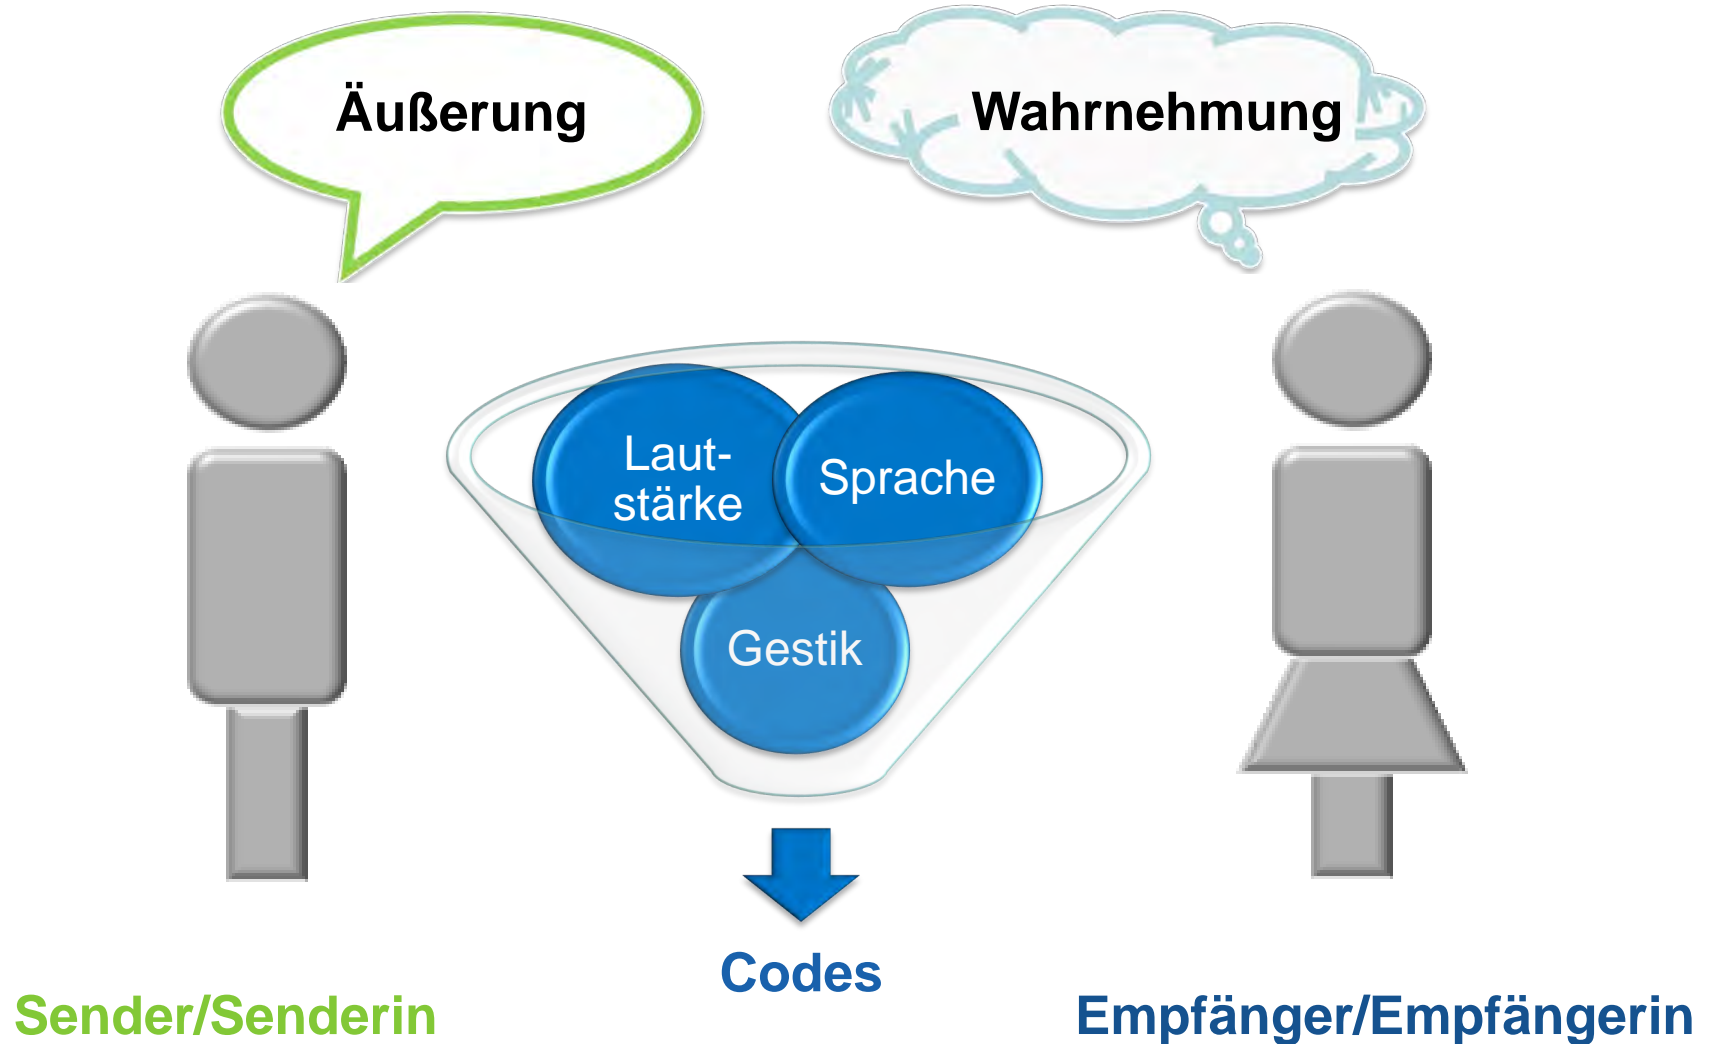 Äußerung
Wahrnehmung
Laut-
stärke
Sprache
Gestik
Codes
Sender/Senderin
Empfänger/Empfängerin